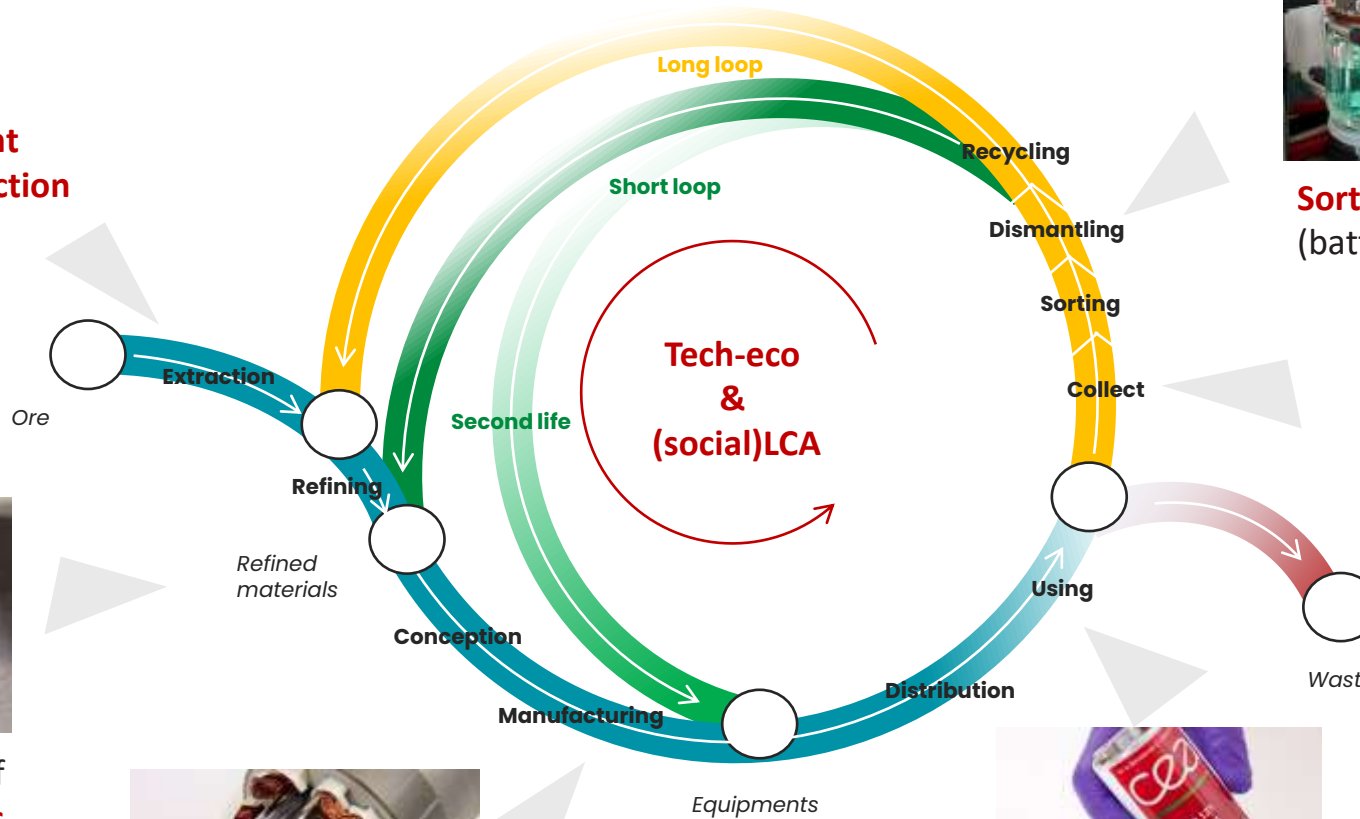 Long loop
Recycling
Short loop
Dismantling
Sorting
Tech-eco
&
(social)LCA
Extraction
Collect
Ore
Second life
Refining
Refined
materials
Using
Conception
Distribution
Manufacturing
Equipments
cea